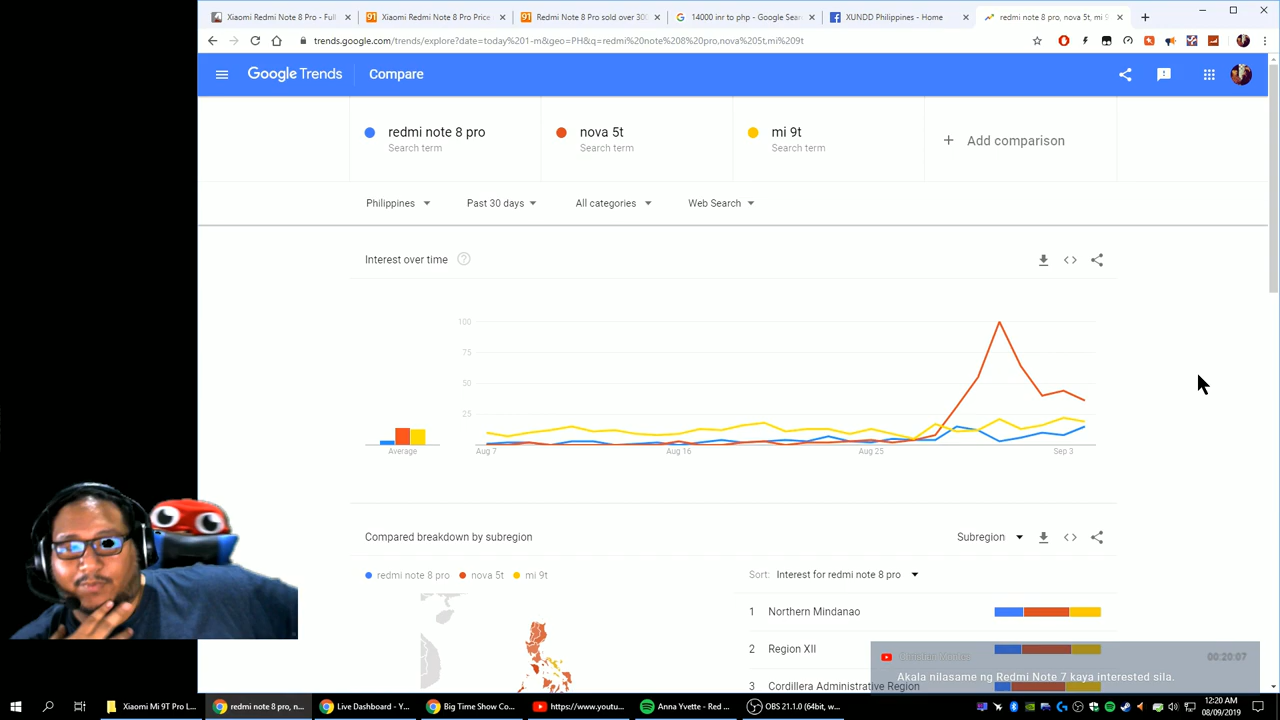 Xiaomi Redmi Note 8 Pro - Full
Xiaomi Redmi Note 8 Pro Price
Redmi Note 8 Pro sold over 300
14000 inr to php - Google Sear
XUNDD Philippines - Home
redmi note 8 pro, nova 5t, mi 9
trends.google.com/trends/explore?date=today%201-m&geo=PH&q=redmi%20note%208%20pro,nova%205t,mi%209t
Google Trends
Compare
redmi note 8 pro
Search term
nova 5t
Search term
mi 9t
Search term
+ Add comparison
Philippines
Past 30 days
All categories
Web Search
Interest over time
100
75
50
25
Average
Aug 7
Aug 16
Aug 25
Sep 3
Compared breakdown by subregion
Subregion
redmi note 8 pro
nova 5t
mi 9t
Sort: Interest for redmi note 8 pro
1 Northern Mindanao
2 Region XII
3 Cordillera Administrative Region
00:20:07
Akala nilasame ng Redmi Note 7 kaya interested sila.
Xiaomi Mi 9T Pro L...
redmi note 8 pro, n...
Live Dashboard - Y...
Big Time Show Co...
https://www.youtu...
Anna Yvette - Red ...
OBS 21.1.0 (64bit, w...
12:20 AM
08/09/2019